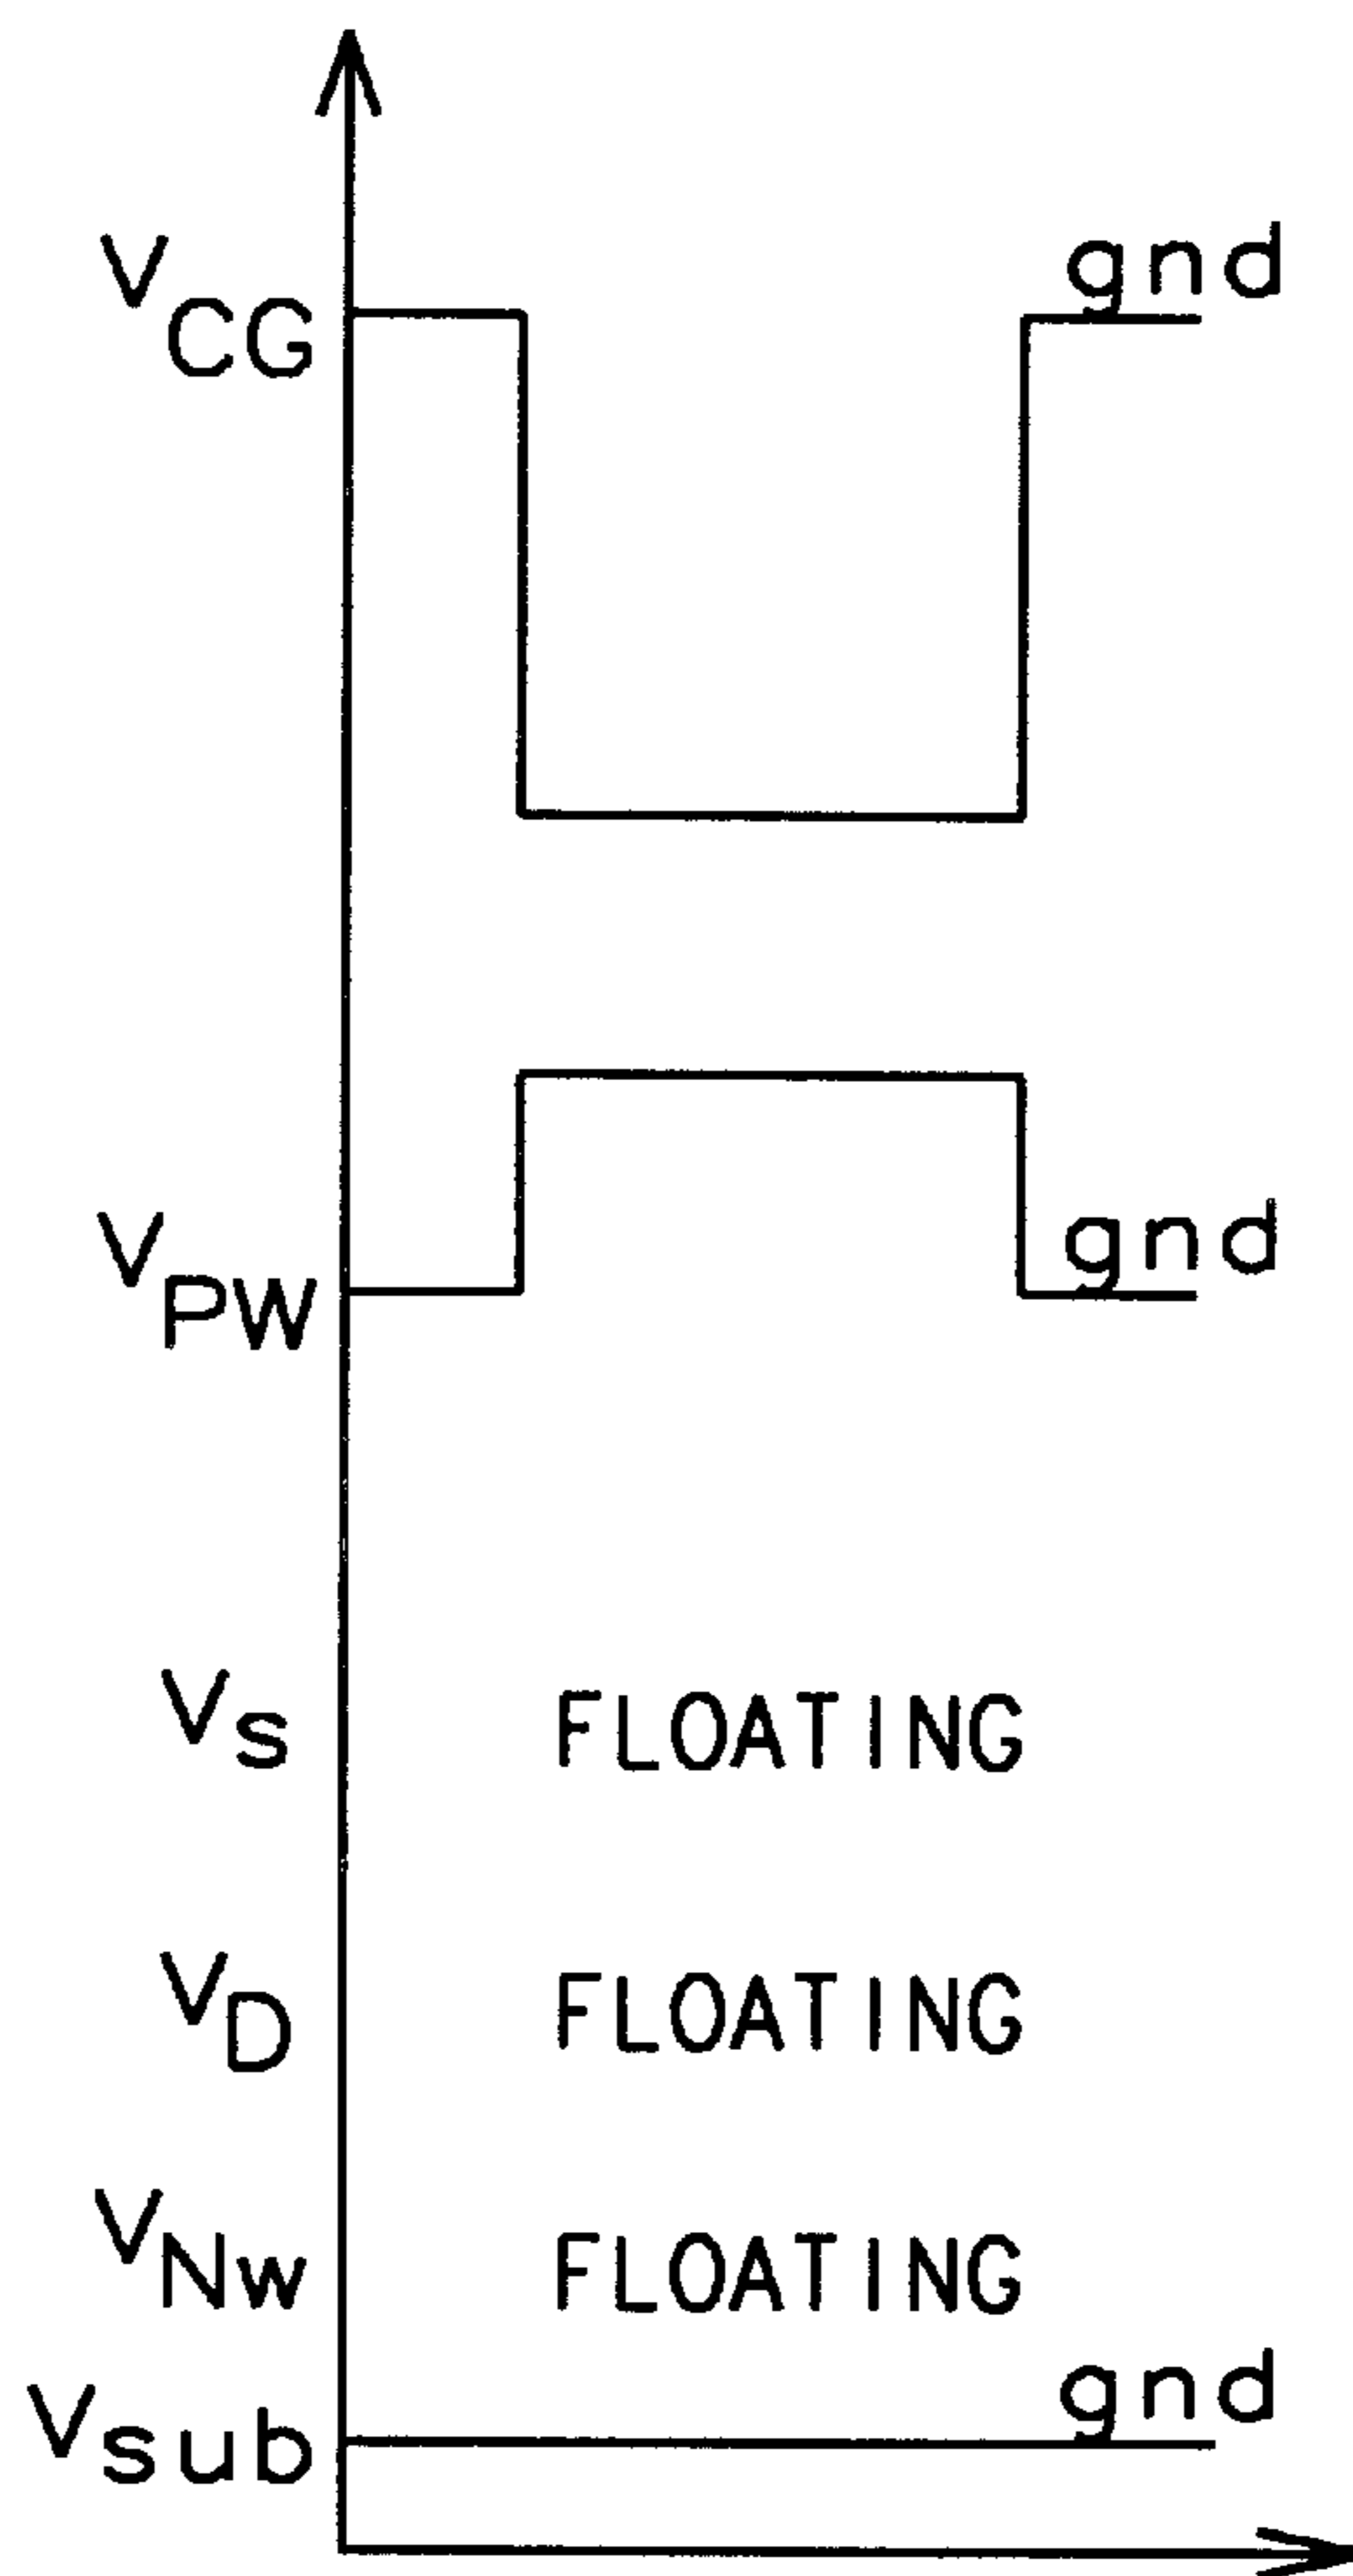 VCG gnd
VPW gnd
VS FLOATING
VD FLOATING
VNw FLOATING
Vsub gnd